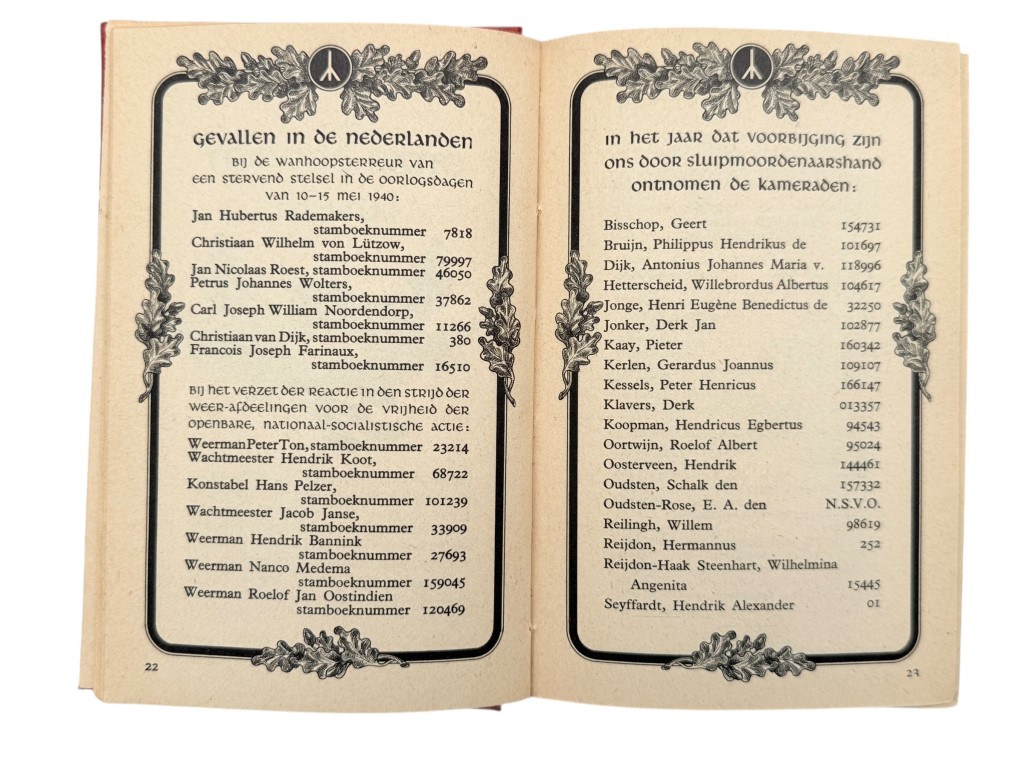 GEVALLEN IN DE NEDERLANDEN
BIJ DE WANHOOPSTERREUR VAN
EEN STERVEND STELSEL IN DE OORLOGSDAGEN
VAN 10–15 MEI 1940:
Jan Hubertus Rademakers,
stamboeknummer 7818
Christiaan Wilhelm von Lützow,
stamboeknummer 79997
Jan Nicolaas Roest, stamboeknummer 46050
Petrus Johannes Wolters,
stamboeknummer 37862
Carl Joseph William Noordendorp,
stamboeknummer 11266
Christiaan van Dijk, stamboeknummer 380
Francois Joseph Farinaux,
stamboeknummer 16510
BIJ HET VERZET DER REACTIE IN DEN STRIJD DER
WEER-AFDEELINGEN VOOR DE VRIJHEID DER
OPENBARE, NATIONAAL-SOCIALISTISCHE ACTIE:
Weerman Peter Ton, stamboeknummer 23214
Wachtmeester Hendrik Koot,
stamboeknummer 68722
Konstabel Hans Pelzer,
stamboeknummer 101239
Wachtmeester Jacob Janse,
stamboeknummer 33909
Weerman Hendrik Bannink
stamboeknummer 27693
Weerman Nanco Medema
stamboeknummer 159045
Weerman Roelof Jan Oostindien
stamboeknummer 120469
22
IN HET JAAR DAT VOORBIJGING ZIJN
ONS DOOR SLUIPMOORDENAARSHAND
ONTNOMEN DE KAMERADEN:
Bisschop, Geert 154731
Bruijn, Philippus Hendrikus de 101697
Dijk, Antonius Johannes Maria v. 118996
Hetterscheid, Willebrordus Albertus 104617
Jonge, Henri Eugène Benedictus de 32250
Jonker, Derk Jan 102877
Kaay, Pieter 160342
Kerlen, Gerardus Joannus 109107
Kessels, Peter Henricus 166147
Klavers, Derk 013357
Koopman, Hendricus Egbertus 94543
Oortwijn, Roelof Albert 95024
Oosterveen, Hendrik 144461
Oudsten, Schalk den 157332
Oudsten-Rose, E. A. den N.S.V.O.
Reilingh, Willem 98619
Reijdon, Hermannus 252
Reijdon-Haak Steenhart, Wilhelmina
Angenita 15445
Seyffardt, Hendrik Alexander 01
23